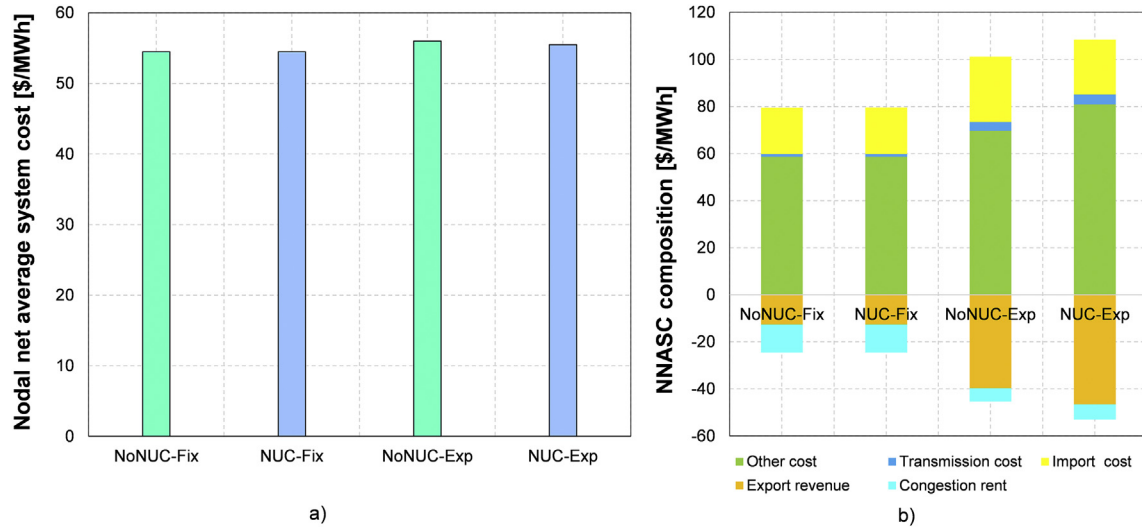 Nodal net average system cost [$/MWh]
60
50
40
30
20
10
0
NoNUC-Fix NUC-Fix NoNUC-Exp NUC-Exp
a)
NNASC composition [$/MWh]
120
100
80
60
40
20
0
-20
-40
-60
NoNUC-Fix NUC-Fix NoNUC-Exp NUC-Exp
Other cost Transmission cost Import cost
Export revenue Congestion rent
b)